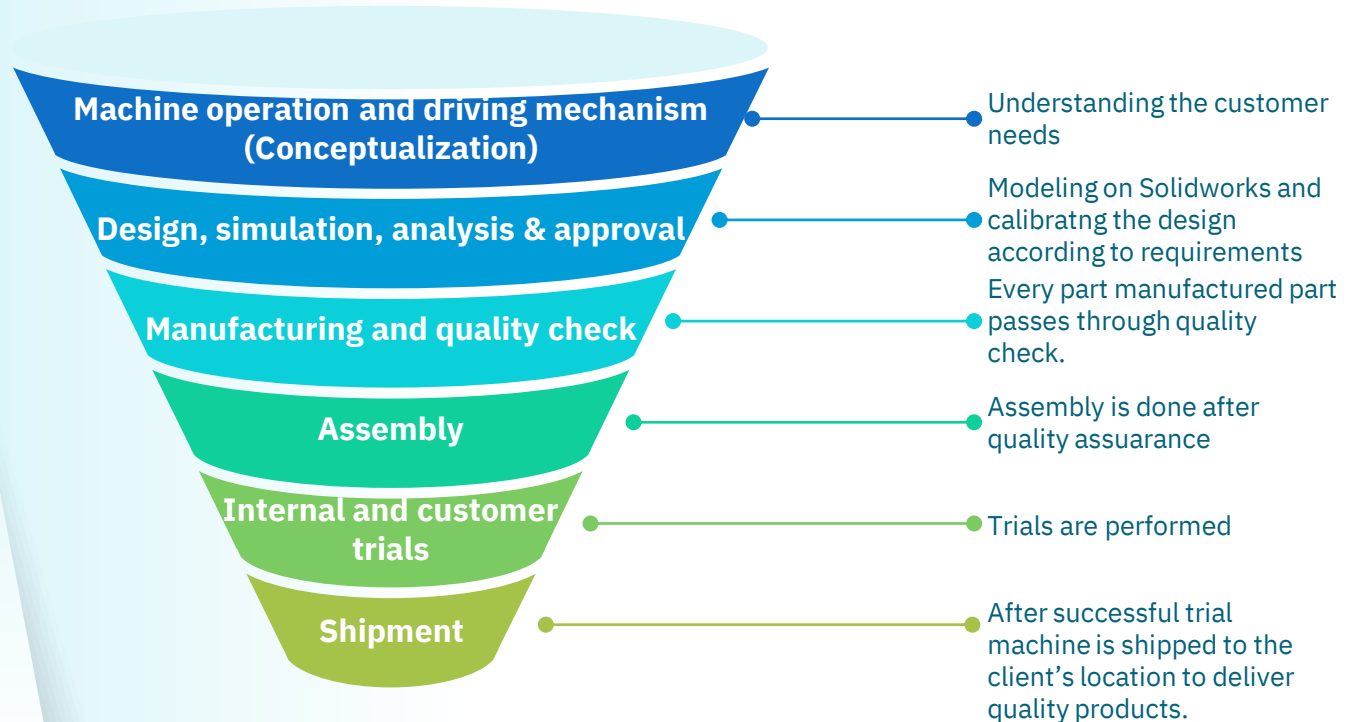 Machine operation and driving mechanism
(Conceptualization)
Understanding the customer
needs
Design, simulation, analysis & approval
Modeling on Solidworks and
calibratng the design
according to requirements
Manufacturing and quality check
Every part manufactured part
passes through quality
check.
Assembly
Assembly is done after
quality assuarance
Internal and customer
trials
Trials are performed
Shipment
After successful trial
machine is shipped to the
client’s location to deliver
quality products.